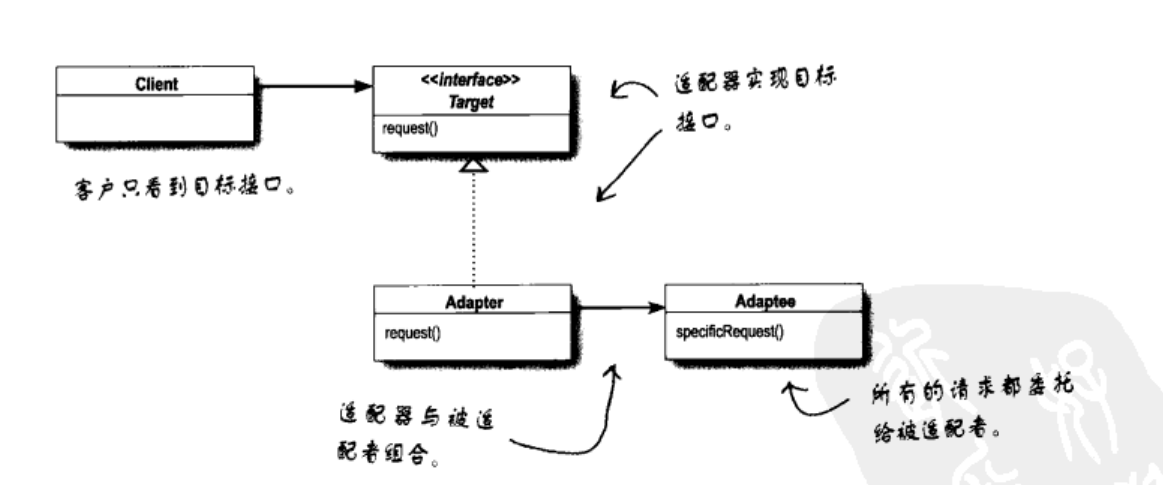 Client
<<interface>>
Target
request()
适配器实现目标
接口。
客户只看到目标接口。
Adapter
request()
Adaptee
specificRequest()
适配器与被适
配者组合。
所有的请求都委托
给被适配者。